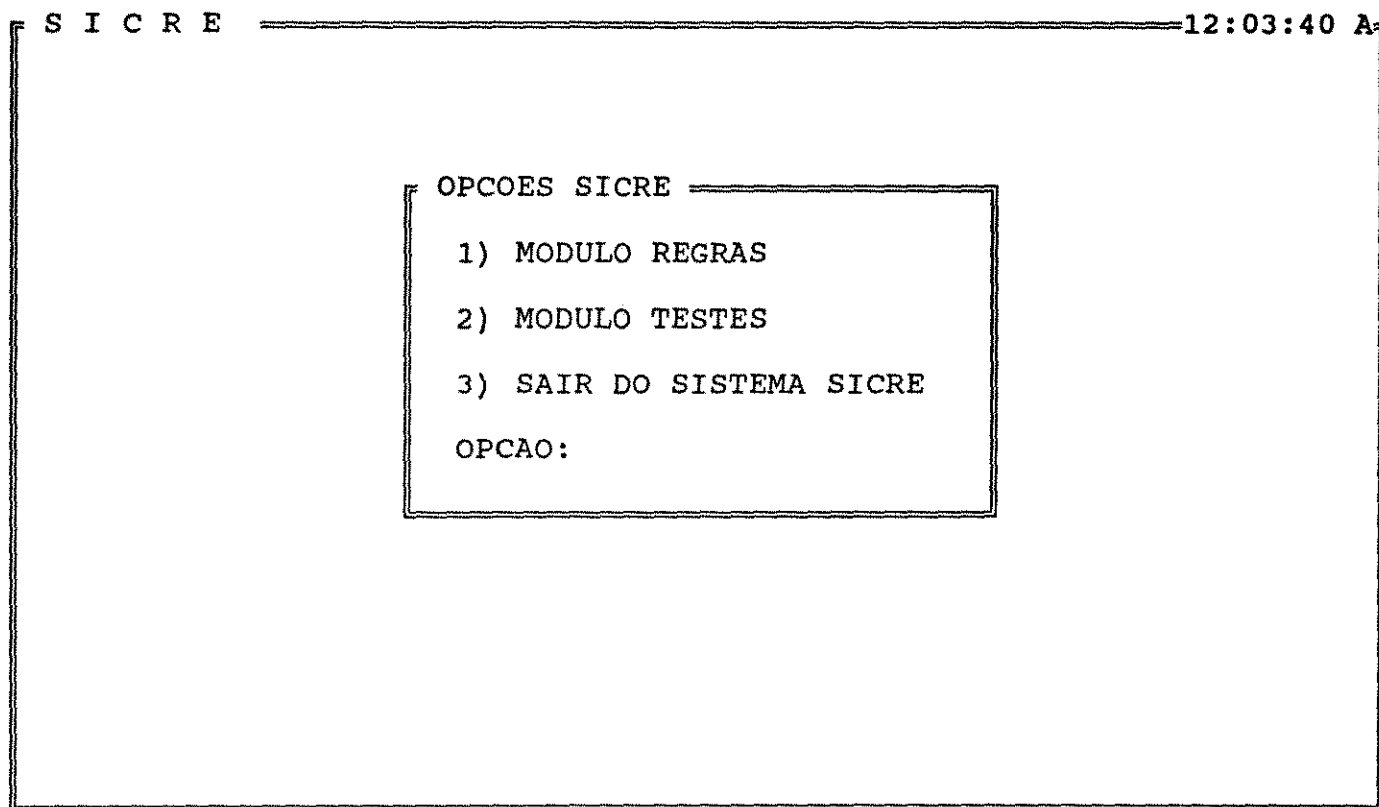 S I C R E 12:03:40 A
OPCOES SICRE
1) MODULO REGRAS
2) MODULO TESTES
3) SAIR DO SISTEMA SICRE
OPCAO: